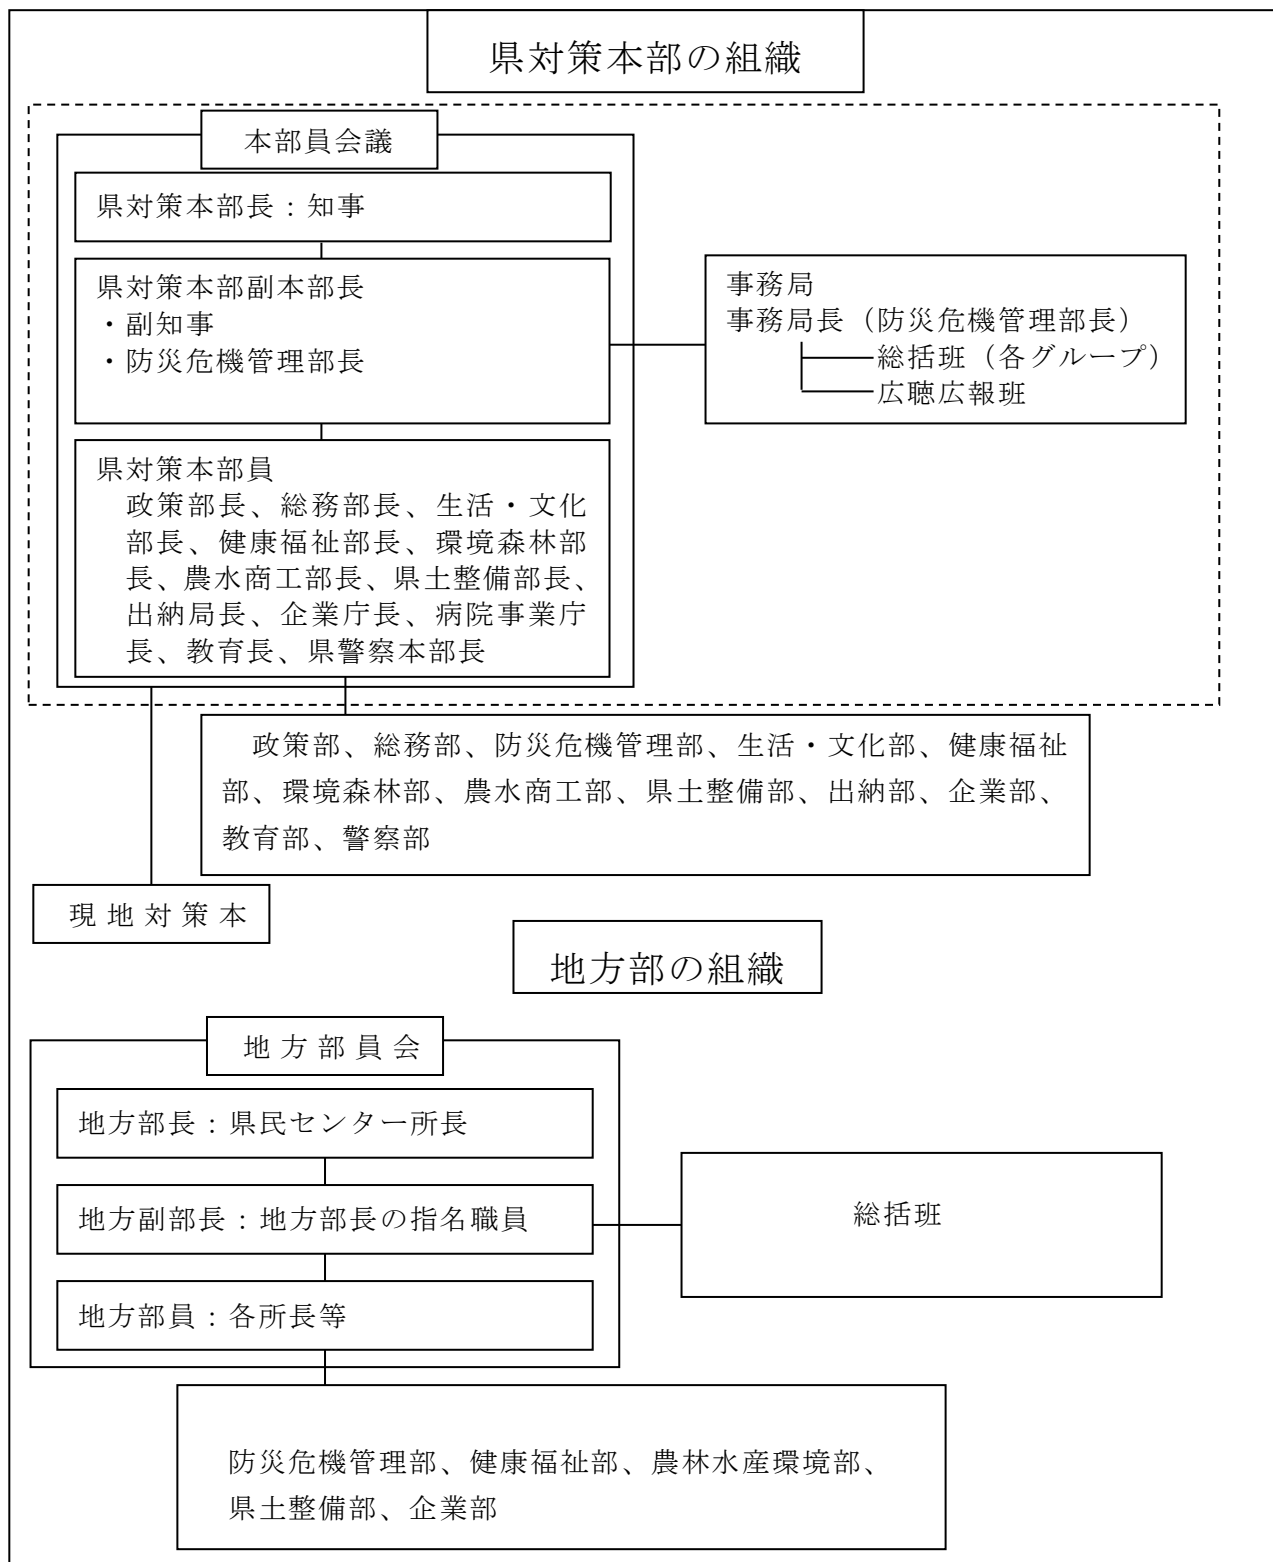 県対策本部の組織
本部員会議
県対策本部長：知事
県対策本部副本部長
・副知事
・防災危機管理部長
事務局
事務局長（防災危機管理部長）
総括班（各グループ）
広聴広報班
県対策本部員
政策部長、総務部長、生活・文化
部長、健康福祉部長、環境森林部
長、農水商工部長、県土整備部長、
出納局長、企業庁長、病院事業庁
長、教育長、県警察本部長
政策部、総務部、防災危機管理部、生活・文化部、健康福祉
部、環境森林部、農水商工部、県土整備部、出納部、企業部、
教育部、警察部
現地対策本
地方部の組織
地方部員会
地方部長：県民センター所長
地方副部長：地方部長の指名職員
総括班
地方部員：各所長等
防災危機管理部、健康福祉部、農林水産環境部、
県土整備部、企業部